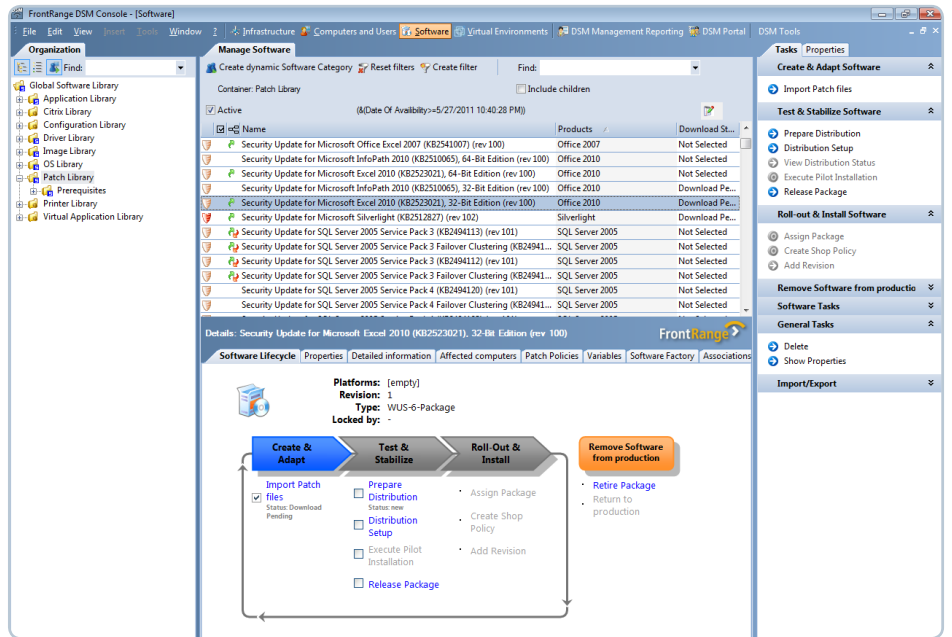 FrontRange DSM Console - [Software]
File Edit View Insert Tools Window ? Infrastructure Computers and Users Software Virtual Environments DSM Management Reporting DSM Portal DSM Tools
Organization
Find:
Global Software Library
Application Library
Citrix Library
Configuration Library
Driver Library
Image Library
OS Library
Patch Library
Prerequisites
Printer Library
Virtual Application Library
Manage Software
Create dynamic Software Category Reset filters Create filter Find:
Container: Patch Library Include children
Active (&(Date Of Availibility>=5/27/2011 10:40:28 PM))
Name Products Download St...
Security Update for Microsoft Office Excel 2007 (KB2541007) (rev 100) Office 2007 Not Selected
Security Update for Microsoft InfoPath 2010 (KB2510065), 64-Bit Edition (rev 100) Office 2010 Not Selected
Security Update for Microsoft Excel 2010 (KB2523021), 64-Bit Edition (rev 100) Office 2010 Not Selected
Security Update for Microsoft InfoPath 2010 (KB2510065), 32-Bit Edition (rev 100) Office 2010 Download Pe...
Security Update for Microsoft Excel 2010 (KB2523021), 32-Bit Edition (rev 100) Office 2010 Download Pe...
Security Update for Microsoft Silverlight (KB2512827) (rev 102) Silverlight Download Pe...
Security Update for SQL Server 2005 Service Pack 3 (KB2494113) (rev 101) SQL Server 2005 Not Selected
Security Update for SQL Server 2005 Service Pack 3 Failover Clustering (KB24941... SQL Server 2005 Not Selected
Security Update for SQL Server 2005 Service Pack 3 (KB2494112) (rev 101) SQL Server 2005 Not Selected
Security Update for SQL Server 2005 Service Pack 3 Failover Clustering (KB24941... SQL Server 2005 Not Selected
Security Update for SQL Server 2005 Service Pack 4 (KB2494120) (rev 101) SQL Server 2005 Not Selected
Security Update for SQL Server 2005 Service Pack 4 Failover Clustering (KB24941... SQL Server 2005 Not Selected
Details: Security Update for Microsoft Excel 2010 (KB2523021), 32-Bit Edition (rev 100)
FrontRange
Software Lifecycle Properties Detailed information Affected computers Patch Policies Variables Software Factory Associations
Platforms: [empty]
Revision: 1
Type: WUS-6-Package
Locked by: -
Create &
Adapt
Test &
Stabilize
Roll-Out &
Install
Remove Software
from production
Import Patch
files
Status: Download
Pending
Prepare
Distribution
Status: new
Distribution
Setup
Execute Pilot
Installation
Release Package
Assign Package
Create Shop
Policy
Add Revision
Retire Package
Return to
production
Tasks Properties
Create & Adapt Software
Import Patch files
Test & Stabilize Software
Prepare Distribution
Distribution Setup
View Distribution Status
Execute Pilot Installation
Release Package
Roll-out & Install Software
Assign Package
Create Shop Policy
Add Revision
Remove Software from productio
Software Tasks
General Tasks
Delete
Show Properties
Import/Export